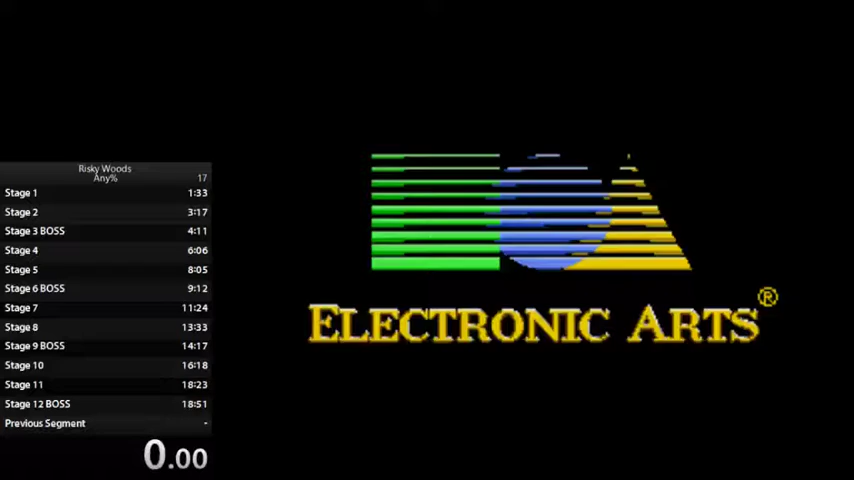 Risky Woods
Any% 17
Stage 1 1:33
Stage 2 3:17
Stage 3 BOSS 4:11
Stage 4 6:06
Stage 5 8:05
Stage 6 BOSS 9:12
Stage 7 11:24
Stage 8 13:33
Stage 9 BOSS 14:17
Stage 10 16:18
Stage 11 18:23
Stage 12 BOSS 18:51
Previous Segment -
0.00
®
ELECTRONIC ARTS